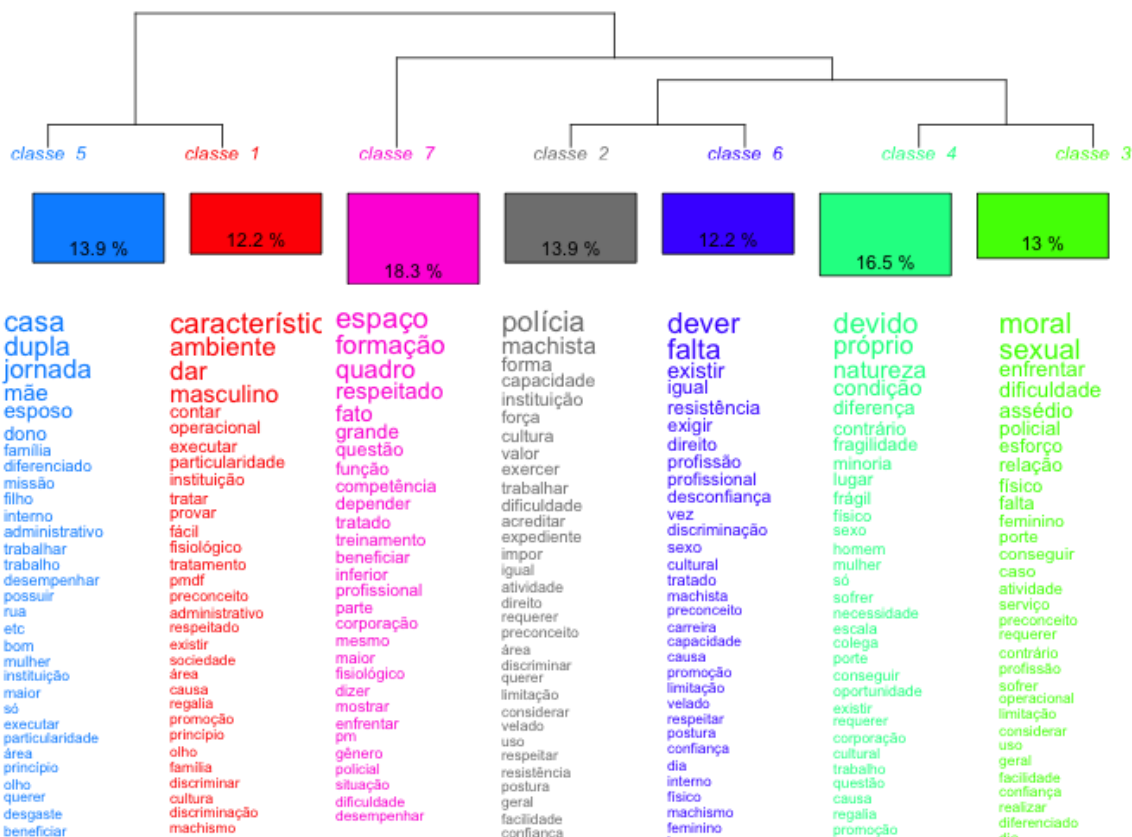 classe 5 classe 1 classe 7 classe 2 classe 6 classe 4 classe 3
13.9 % 12.2 % 18.3 % 13.9 % 12.2 % 16.5 % 13 %
casa
dupla
jornada
mãe
esposo
dono
família
diferenciado
missão
filho
interno
administrativo
trabalhar
trabalho
desempenhar
possuir
rua
etc
bom
mulher
instituição
maior
só
executar
particularidade
área
princípio
olho
querer
desgaste
beneficiar
característic
ambiente
dar
masculino
contar
operacional
executar
particularidade
instituição
tratar
provar
fácil
fisiológico
tratamento
pmdf
preconceito
administrativo
respeitado
existir
sociedade
área
causa
regalia
promoção
princípio
olho
família
discriminar
cultura
discriminação
machismo
espaço
formação
quadro
respeitado
fato
grande
questão
função
competência
depender
tratado
treinamento
beneficiar
inferior
profissional
parte
corporação
mesmo
maior
fisiológico
dizer
mostrar
enfrentar
pm
gênero
policial
situação
dificuldade
desempenhar
polícia
machista
forma
capacidade
instituição
força
cultura
valor
exercer
trabalhar
dificuldade
acreditar
expediente
impor
igual
atividade
direito
requerer
preconceito
área
discriminar
querer
limitação
considerar
velado
uso
respeitar
resistência
postura
geral
facilidade
confiança
dever
falta
existir
igual
resistência
exigir
direito
profissão
profissional
desconfiança
vez
discriminação
sexo
cultural
tratado
machista
preconceito
carreira
capacidade
causa
promoção
limitação
velado
respeitar
postura
confiança
dia
interno
físico
machismo
feminino
devido
próprio
natureza
condição
diferença
contrário
fragilidade
minoria
lugar
frágil
físico
sexo
homem
mulher
só
sofrer
necessidade
escala
colega
porte
conseguir
oportunidade
existir
requerer
corporação
cultural
trabalho
questão
causa
regalia
promoção
moral
sexual
enfrentar
dificuldade
assédio
policial
esforço
relação
físico
falta
feminino
porte
conseguir
caso
atividade
serviço
preconceito
requerer
contrário
profissão
sofrer
operacional
limitação
considerar
uso
geral
facilidade
confiança
realizar
diferenciado